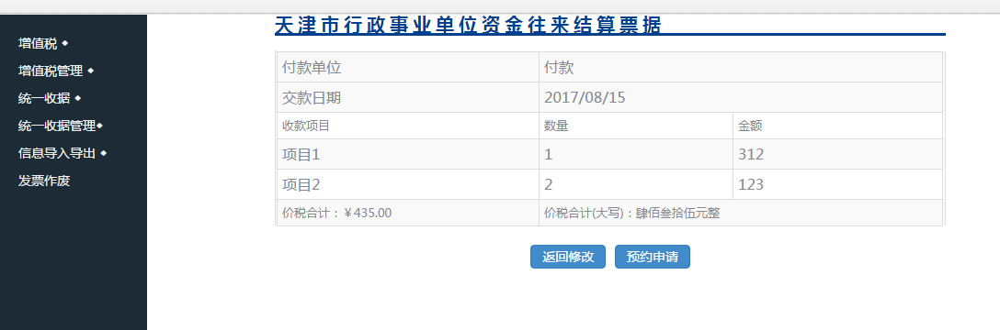 天津市行政事业单位资金往来结算票据
增值税
增值税管理
统一收据
统一收据管理
信息导入导出
发票作废
付款单位 付款
交款日期 2017/08/15
收款项目 数量 金额
项目1 1 312
项目2 2 123
价税合计：￥435.00 价税合计(大写)：肆佰叁拾伍元整
返回修改 预约申请